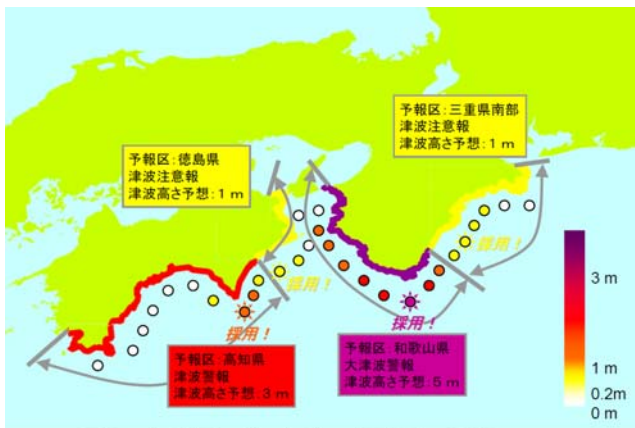 予報区:三重県南部
津波注意報
津波高さ予想:1 m
予報区:徳島県
津波注意報
津波高さ予想:1 m
採用!
採用!
採用!
採用!
予報区:高知県
津波警報
津波高さ予想:3 m
予報区:和歌山県
大津波警報
津波高さ予想:5 m
3 m
1 m
0.2m
0 m